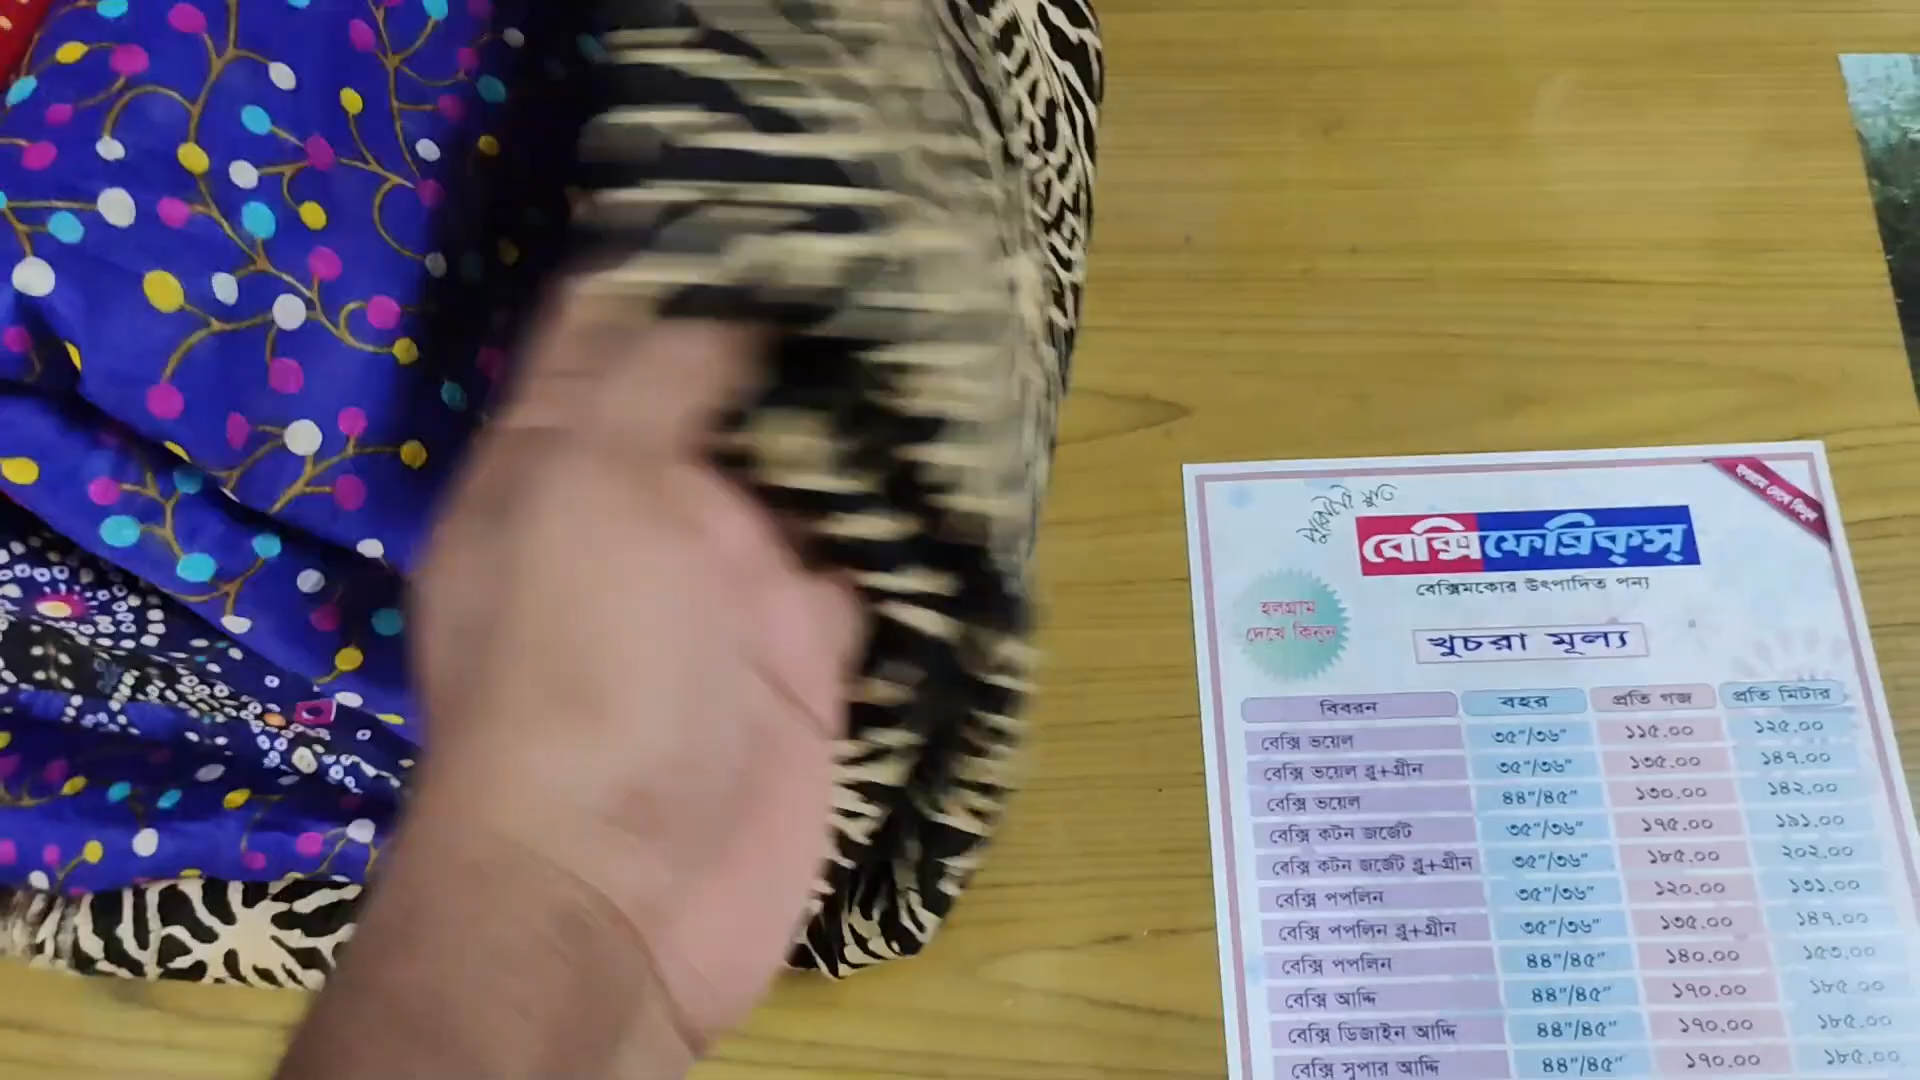 হলগ্রাম দেখে কিনুন
বেক্সিফেব্রিক্স্
বেক্সিমকোর উৎপাদিত পন্য
হলগ্রাম
দেখে কিনুন
খুচরা মূল্য
বিবরন বহর প্রতি গজ প্রতি মিটার
বেক্সি ভয়েল ৩৫"/৩৬" ১১৫.০০ ১২৫.০০
বেক্সি ভয়েল ব্লু+গ্রীন ৩৫"/৩৬" ১৩৫.০০ ১৪৭.০০
বেক্সি ভয়েল ৪৪"/৪৫" ১৩০.০০ ১৪২.০০
বেক্সি কটন জর্জেট ৩৫"/৩৬" ১৭৫.০০ ১৯১.০০
বেক্সি কটন জর্জেট ব্লু+গ্রীন ৩৫"/৩৬" ১৮৫.০০ ২০২.০০
বেক্সি পপলিন ৩৫"/৩৬" ১২০.০০ ১৩১.০০
বেক্সি পপলিন ব্লু+গ্রীন ৩৫"/৩৬" ১৩৫.০০ ১৪৭.০০
বেক্সি পপলিন ৪৪"/৪৫" ১৪০.০০ ১৫৩.০০
বেক্সি আদ্দি ৪৪"/৪৫" ১৭০.০০ ১৮৫.০০
বেক্সি ডিজাইন আদ্দি ৪৪"/৪৫" ১৭০.০০ ১৮৫.০০
বেক্সি সুপার আদ্দি ৪৪"/৪৫" ১৭০.০০ ১৮৫.০০